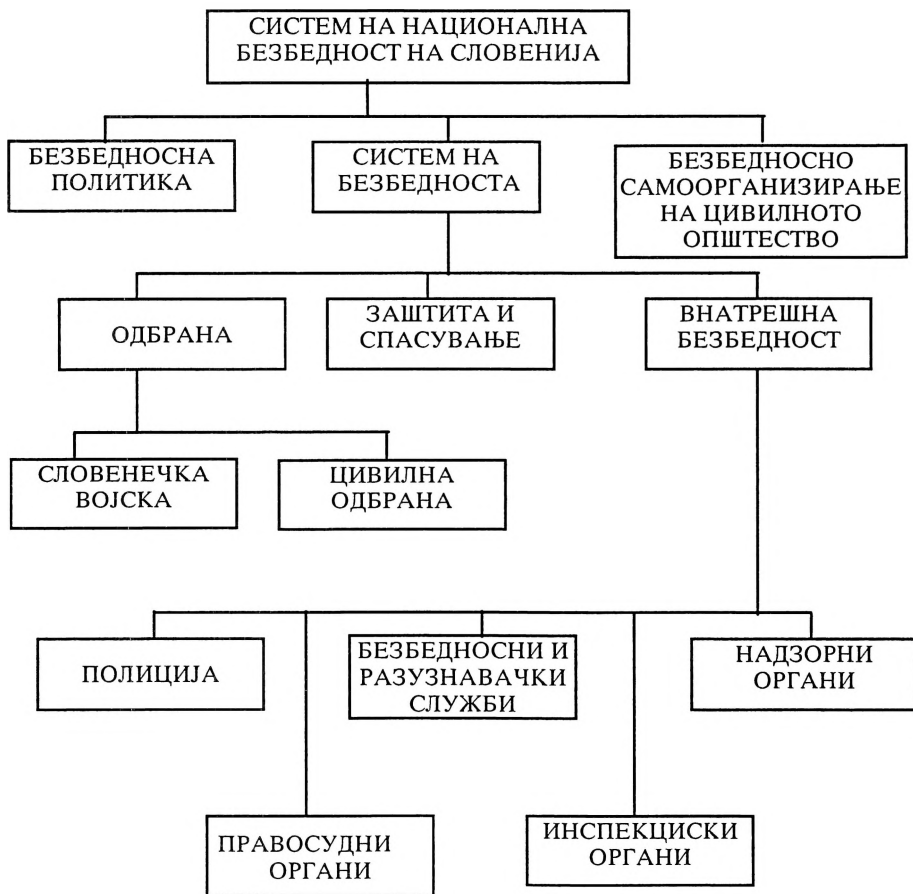 СИСТЕМ НА НАЦИОНАЛНА
БЕЗБЕДНОСТ НА СЛОВЕНИЈА
БЕЗБЕДНОСНА
ПОЛИТИКА
СИСТЕМ НА
БЕЗБЕДНОСТА
БЕЗБЕДНОСНО
САМООРГАНИЗИРАЊЕ
НА ЦИВИЛНОТО
ОПШТЕСТВО
ОДБРАНА
ЗАШТИТА И
СПАСУВАЊЕ
ВНАТРЕШНА
БЕЗБЕДНОСТ
СЛОВЕНЕЧКА
ВОЈСКА
ЦИВИЛНА
ОДБРАНА
ПОЛИЦИЈА
БЕЗБЕДНОСНИ И
РАЗУЗНАВАЧКИ
СЛУЖБИ
НАДЗОРНИ
ОРГАНИ
ПРАВОСУДНИ
ОРГАНИ
ИНСПЕКЦИСКИ
ОРГАНИ